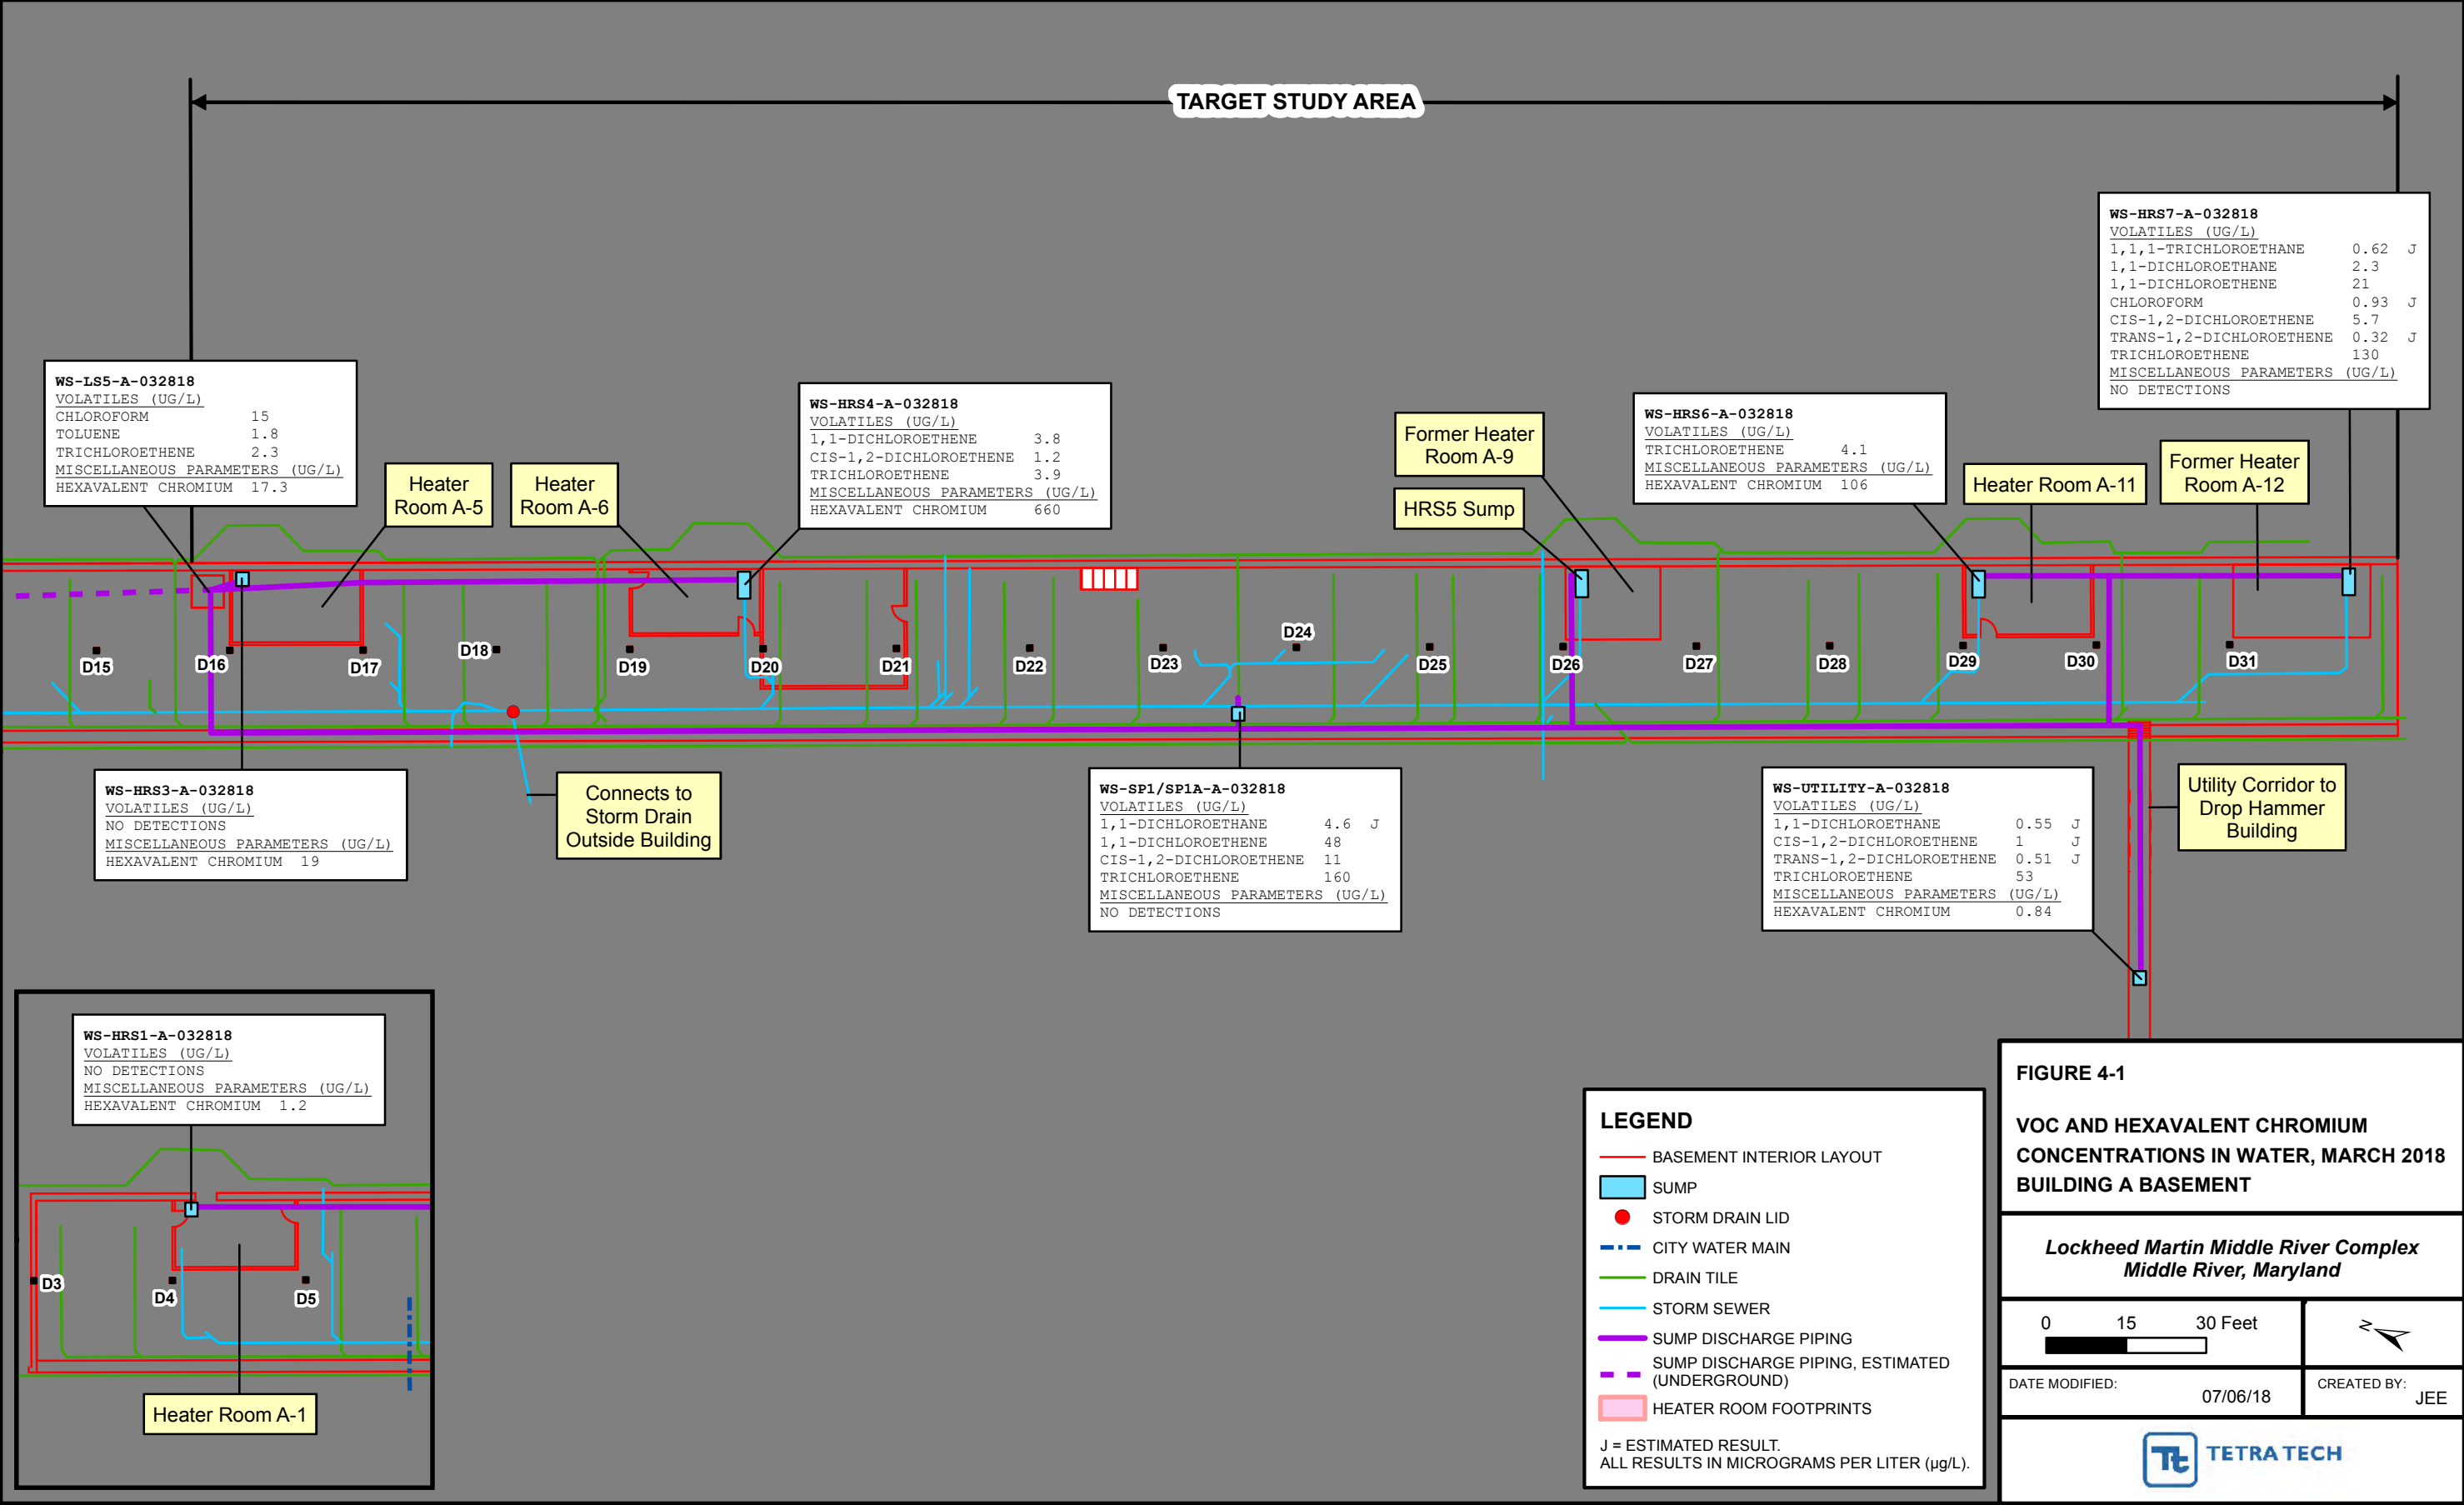 TARGET STUDY AREA
WS-HRS7-A-032818
VOLATILES (UG/L)
1,1,1-TRICHLOROETHANE 0.62 J
1,1-DICHLOROETHANE 2.3
1,1-DICHLOROETHENE 21
CHLOROFORM 0.93 J
CIS-1,2-DICHLOROETHENE 5.7
TRANS-1,2-DICHLOROETHENE 0.32 J
TRICHLOROETHENE 130
MISCELLANEOUS PARAMETERS (UG/L)
NO DETECTIONS
WS-LS5-A-032818
VOLATILES (UG/L)
CHLOROFORM 15
TOLUENE 1.8
TRICHLOROETHENE 2.3
MISCELLANEOUS PARAMETERS (UG/L)
HEXAVALENT CHROMIUM 17.3
Heater
Room A-5
Heater
Room A-6
WS-HRS4-A-032818
VOLATILES (UG/L)
1,1-DICHLOROETHENE 3.8
CIS-1,2-DICHLOROETHENE 1.2
TRICHLOROETHENE 3.9
MISCELLANEOUS PARAMETERS (UG/L)
HEXAVALENT CHROMIUM 660
Former Heater
Room A-9
HRS5 Sump
WS-HRS6-A-032818
VOLATILES (UG/L)
TRICHLOROETHENE 4.1
MISCELLANEOUS PARAMETERS (UG/L)
HEXAVALENT CHROMIUM 106
Heater Room A-11
Former Heater
Room A-12
D15
D16
D17
D18
D19
D20
D21
D22
D23
D24
D25
D26
D27
D28
D29
D30
D31
WS-HRS3-A-032818
VOLATILES (UG/L)
NO DETECTIONS
MISCELLANEOUS PARAMETERS (UG/L)
HEXAVALENT CHROMIUM 19
Connects to
Storm Drain
Outside Building
WS-SP1/SP1A-A-032818
VOLATILES (UG/L)
1,1-DICHLOROETHANE 4.6 J
1,1-DICHLOROETHENE 48
CIS-1,2-DICHLOROETHENE 11
TRICHLOROETHENE 160
MISCELLANEOUS PARAMETERS (UG/L)
NO DETECTIONS
WS-UTILITY-A-032818
VOLATILES (UG/L)
1,1-DICHLOROETHANE 0.55 J
CIS-1,2-DICHLOROETHENE 1 J
TRANS-1,2-DICHLOROETHENE 0.51 J
TRICHLOROETHENE 53
MISCELLANEOUS PARAMETERS (UG/L)
HEXAVALENT CHROMIUM 0.84
Utility Corridor to
Drop Hammer
Building
WS-HRS1-A-032818
VOLATILES (UG/L)
NO DETECTIONS
MISCELLANEOUS PARAMETERS (UG/L)
HEXAVALENT CHROMIUM 1.2
D3
D4
D5
Heater Room A-1
LEGEND
BASEMENT INTERIOR LAYOUT
SUMP
STORM DRAIN LID
CITY WATER MAIN
DRAIN TILE
STORM SEWER
SUMP DISCHARGE PIPING
SUMP DISCHARGE PIPING, ESTIMATED
(UNDERGROUND)
HEATER ROOM FOOTPRINTS
J = ESTIMATED RESULT.
ALL RESULTS IN MICROGRAMS PER LITER (µg/L).
FIGURE 4-1
VOC AND HEXAVALENT CHROMIUM
CONCENTRATIONS IN WATER, MARCH 2018
BUILDING A BASEMENT
Lockheed Martin Middle River Complex
Middle River, Maryland
0 15 30 Feet
N
DATE MODIFIED: 07/06/18
CREATED BY: JEE
Tt TETRA TECH